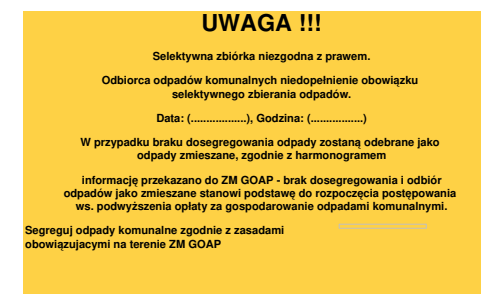 UWAGA !!!
Selektywna zbiórka niezgodna z prawem.
Odbiorca odpadów komunalnych niedopełnienie obowiązku
selektywnego zbierania odpadów.
Data: (..................), Godzina: (.................)
W przypadku braku dosegregowania odpady zostaną odebrane jako
odpady zmieszane, zgodnie z harmonogramem
informację przekazano do ZM GOAP - brak dosegregowania i odbiór
odpadów jako zmieszane stanowi podstawę do rozpoczęcia postępowania
ws. podwyższenia opłaty za gospodarowanie odpadami komunalnymi.
Segreguj odpady komunalne zgodnie z zasadami
obowiązujacymi na terenie ZM GOAP